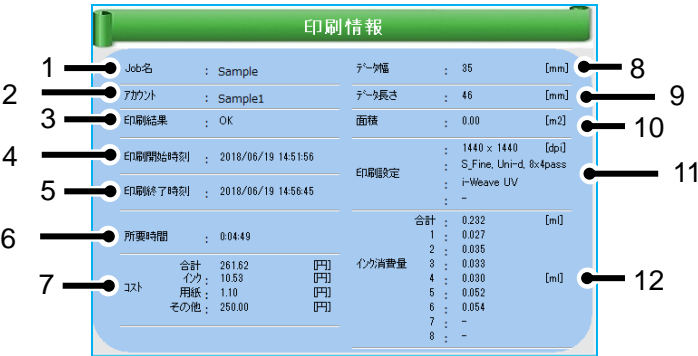 印刷情報
1 Job名 : Sample
2 アカウント : Sample1
3 印刷結果 : OK
4 印刷開始時刻 : 2018/06/19 14:51:56
5 印刷終了時刻 : 2018/06/19 14:56:45
6 所要時間 : 0:04:49
7 コスト
合計 261.62 [円]
インク : 10.53 [円]
用紙 : 1.10 [円]
その他 : 250.00 [円]
データ幅 : 35 [mm] 8
データ長さ : 46 [mm] 9
面積 : 0.00 [m2] 10
印刷設定 11
: 1440 x 1440 [dpi]
: S_Fine, Uni-d, 8x4pass
: i-Weave UV
: -
インク消費量 12
合計 : 0.232 [ml]
1 : 0.027
2 : 0.035
3 : 0.033
4 : 0.030 [ml]
5 : 0.052
6 : 0.054
7 : -
8 : -